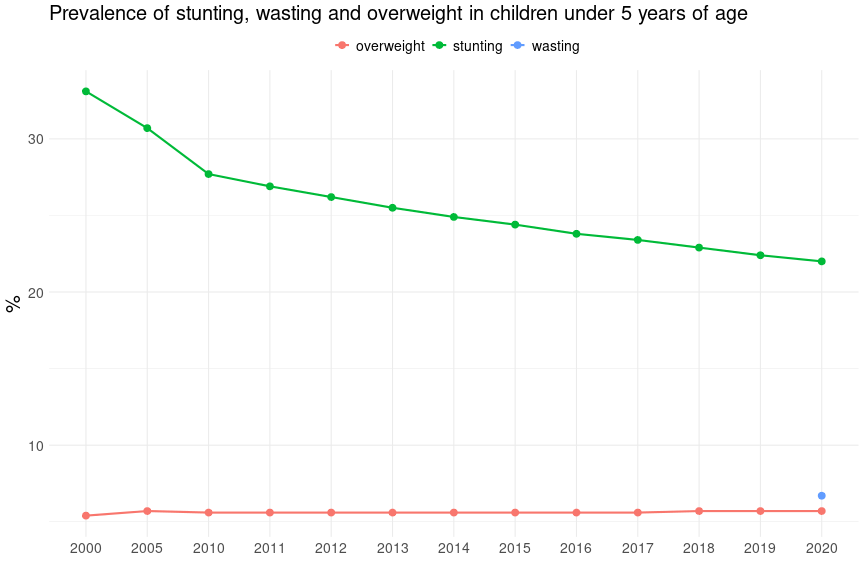 Prevalence of stunting, wasting and overweight in children under 5 years of age
overweight stunting wasting
30
20
10
%
2000 2005 2010 2011 2012 2013 2014 2015 2016 2017 2018 2019 2020